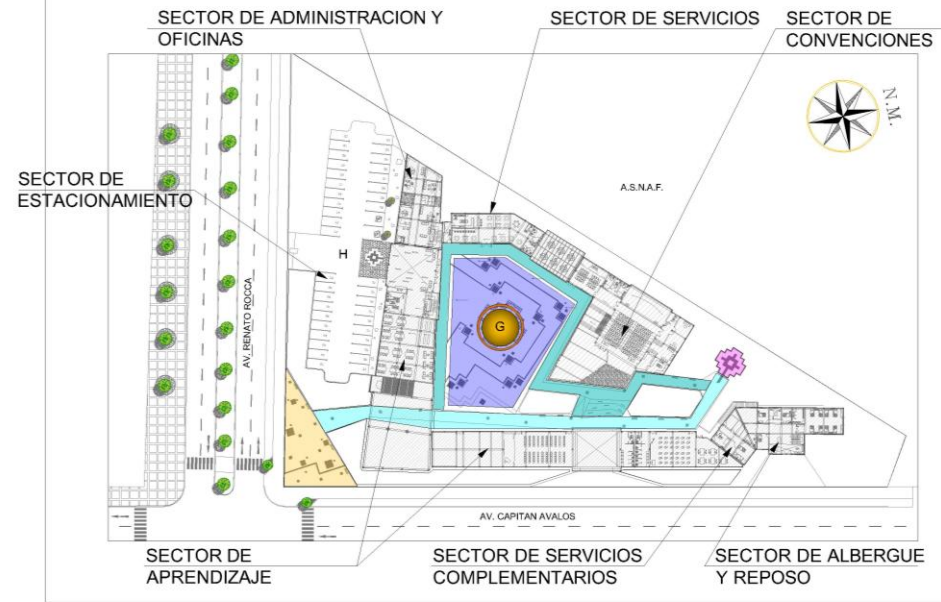 SECTOR DE ADMINISTRACION Y
OFICINAS
SECTOR DE SERVICIOS
SECTOR DE
CONVENCIONES
N.M.
A.S.N.A.F.
SECTOR DE
ESTACIONAMIENTO
H
AV. RENATO ROCCA
G
AV. CAPITAN AVALOS
SECTOR DE
APRENDIZAJE
SECTOR DE SERVICIOS
COMPLEMENTARIOS
SECTOR DE ALBERGUE
Y REPOSO